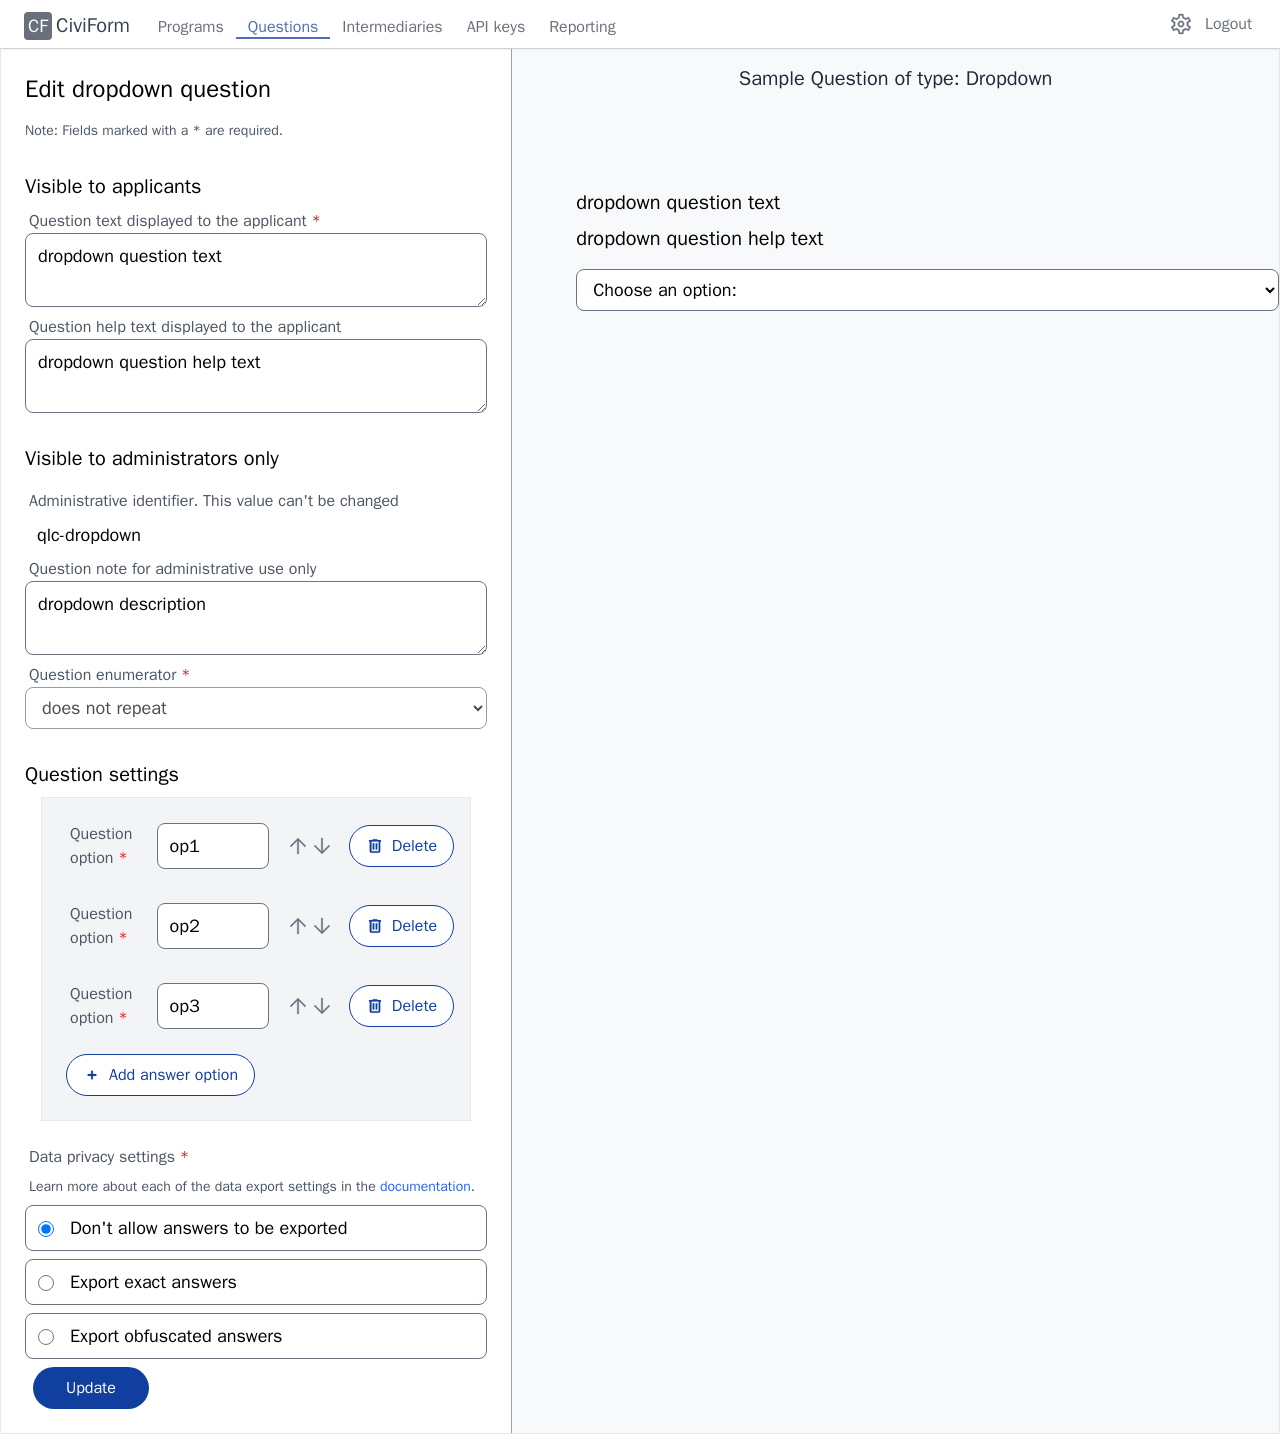 CF CiviForm Programs Questions Intermediaries API keys Reporting Logout
Edit dropdown question
Note: Fields marked with a * are required.
Visible to applicants
Question text displayed to the applicant *
dropdown question text
Question help text displayed to the applicant
dropdown question help text
Visible to administrators only
Administrative identifier. This value can't be changed
qlc-dropdown
Question note for administrative use only
dropdown description
Question enumerator *
does not repeat
Question settings
Question
option *
op1
Delete
Question
option *
op2
Delete
Question
option *
op3
Delete
+ Add answer option
Data privacy settings *
Learn more about each of the data export settings in the documentation.
Don't allow answers to be exported
Export exact answers
Export obfuscated answers
Update
Sample Question of type: Dropdown
dropdown question text
dropdown question help text
Choose an option: